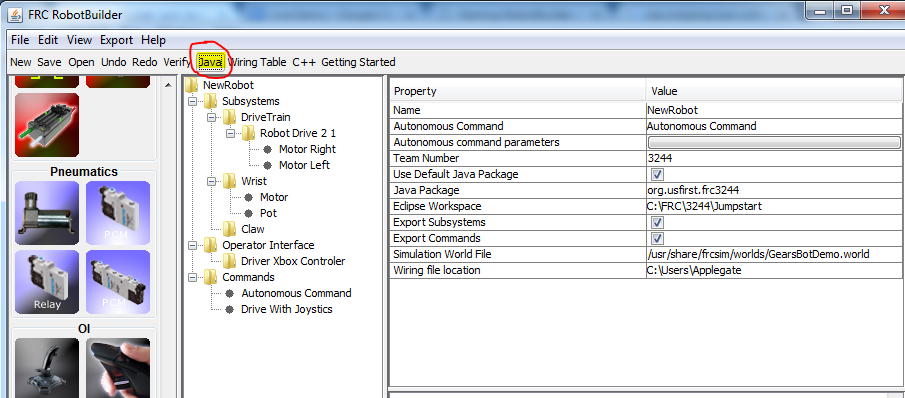 FRC RobotBuilder
File Edit View Export Help
New Save Open Undo Redo Verify Java Wiring Table C++ Getting Started
Pneumatics
PCM
Relay
PCM
OI
NewRobot
Subsystems
DriveTrain
Robot Drive 2 1
Motor Right
Motor Left
Wrist
Motor
Pot
Claw
Operator Interface
Driver Xbox Controler
Commands
Autonomous Command
Drive With Joystics
Property Value
Name NewRobot
Autonomous Command Autonomous Command
Autonomous command parameters
Team Number 3244
Use Default Java Package
Java Package org.usfirst.frc3244
Eclipse Workspace C:\FRC\3244\Jumpstart
Export Subsystems
Export Commands
Simulation World File /usr/share/frcsim/worlds/GearsBotDemo.world
Wiring file location C:\Users\Applegate